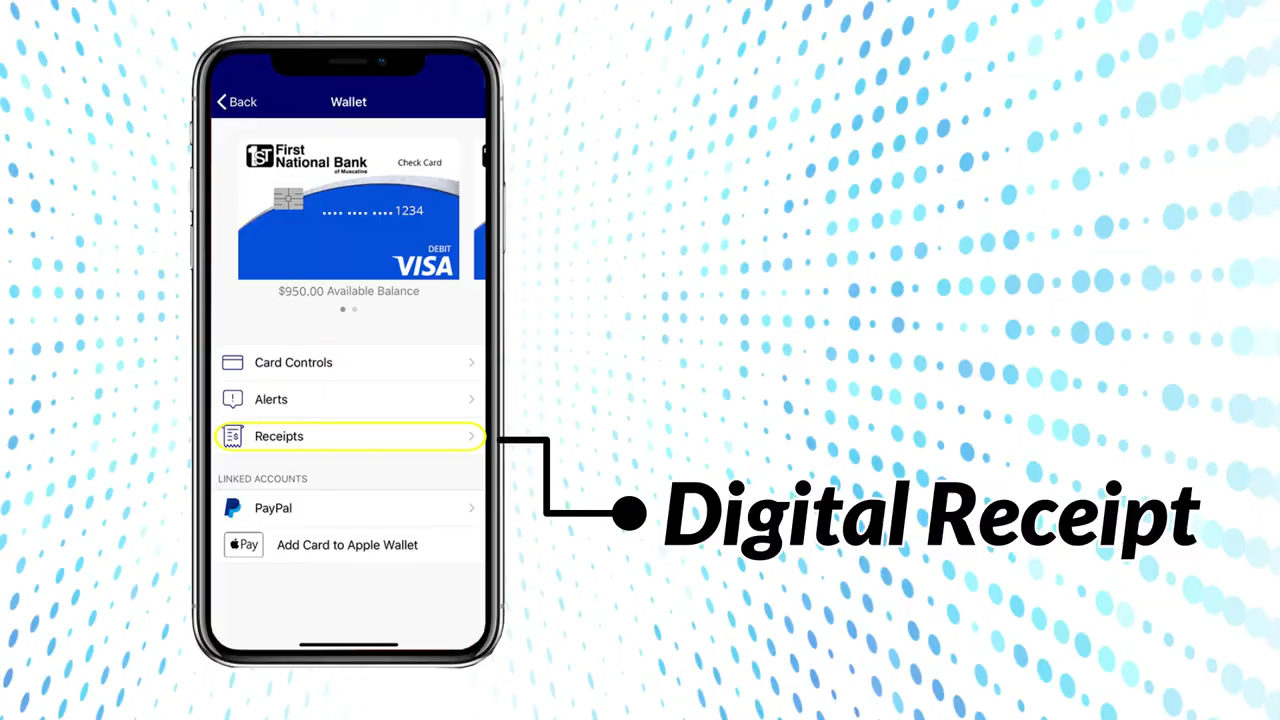 Back
Wallet
1ST First
National Bank
of Muscatine
Check Card
•••• •••• •••• 1234
DEBIT
VISA
$950.00 Available Balance
Card Controls
Alerts
Receipts
LINKED ACCOUNTS
PayPal
Pay Add Card to Apple Wallet
Digital Receipt